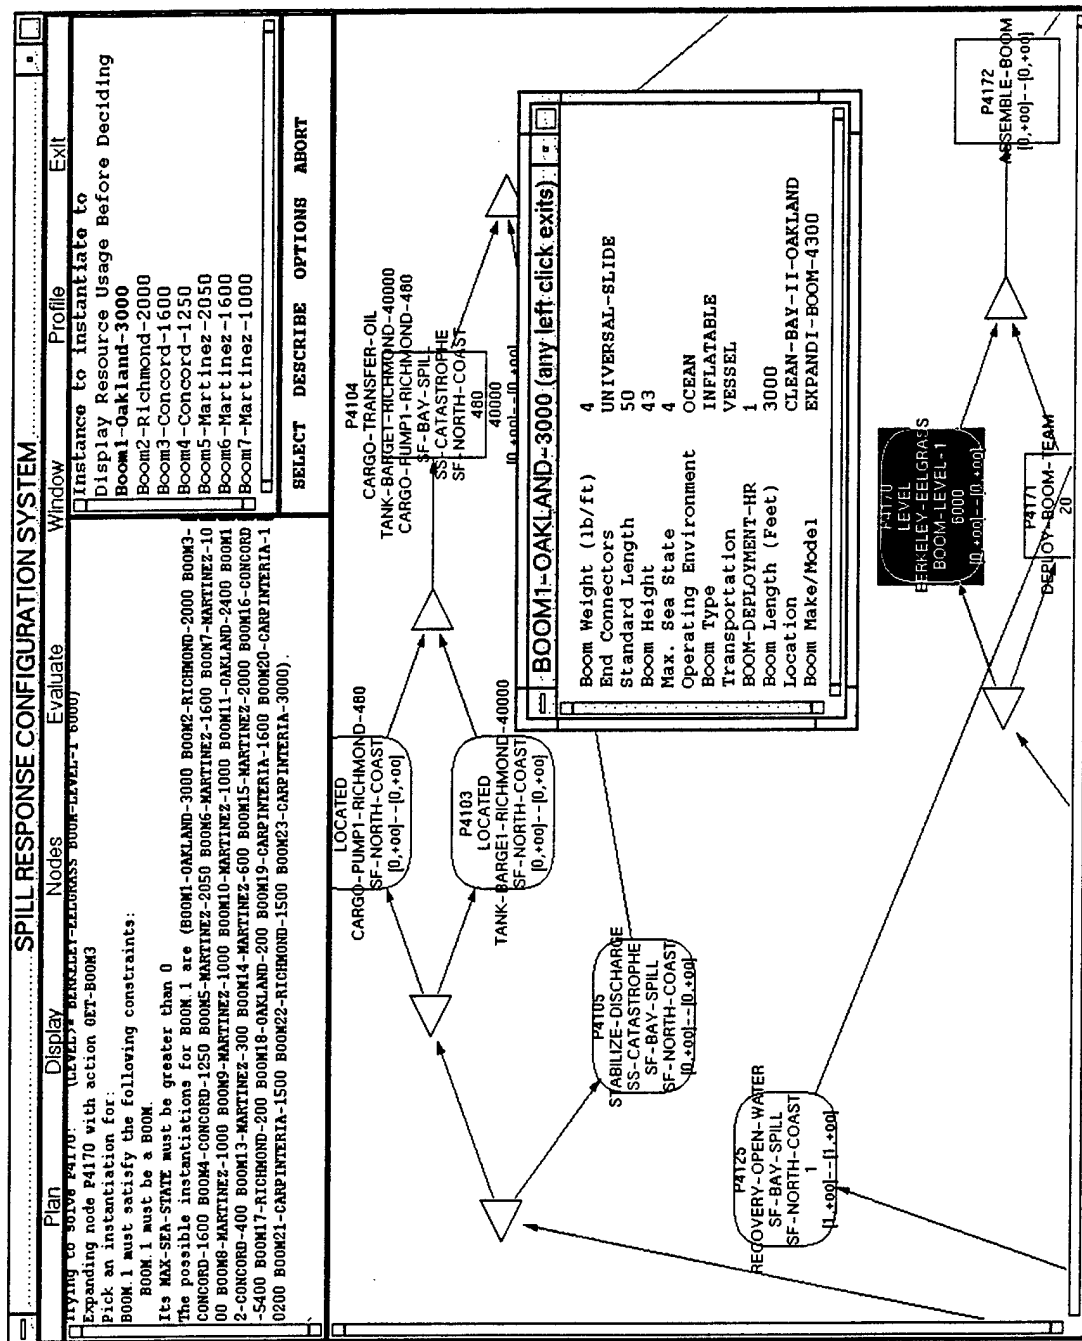 SPILL RESPONSE CONFIGURATION SYSTEM
Plan Display Nodes Evaluate Window Profile Exit
Trying to solve P4170: (LEVEL>= BERKELEY-EELGRASS BOOM-LEVEL-1 6000)
Expanding node P4170 with action GET-BOOM3
Pick an instantiation for:
BOOM.1 must satisfy the following constraints:
BOOM.1 must be a BOOM.
Its MAX-SEA-STATE must be greater than 0
The possible instantiations for BOOM.1 are (BOOM1-OAKLAND-3000 BOOM2-RICHMOND-2000 BOOM3-
CONCORD-1600 BOOM4-CONCORD-1250 BOOM5-MARTINEZ-2050 BOOM6-MARTINEZ-1600 BOOM7-MARTINEZ-10
00 BOOM8-MARTINEZ-1000 BOOM9-MARTINEZ-1000 BOOM10-MARTINEZ-1000 BOOM11-OAKLAND-2400 BOOM1
2-CONCORD-400 BOOM13-MARTINEZ-300 BOOM14-MARTINEZ-600 BOOM15-MARTINEZ-2000 BOOM16-CONCORD
-5400 BOOM17-RICHMOND-200 BOOM18-OAKLAND-200 BOOM19-CARPINTERIA-1600 BOOM20-CARPINTERIA-1
0200 BOOM21-CARPINTERIA-1500 BOOM22-RICHMOND-1500 BOOM23-CARPINTERIA-3000).
Instance to instantiate to
Display Resource Usage Before Deciding
Boom1-Oakland-3000
Boom2-Richmond-2000
Boom3-Concord-1600
Boom4-Concord-1250
Boom5-Martinez-2050
Boom6-Martinez-1600
Boom7-Martinez-1000
SELECT DESCRIBE OPTIONS ABORT
LOCATED
CARGO-PUMP1-RICHMOND-480
SF-NORTH-COAST
[0,+oo]--[0,+oo]
P4103
LOCATED
TANK-BARGE1-RICHMOND-40000
SF-NORTH-COAST
[0,+oo]--[0,+oo]
P4104
CARGO-TRANSFER-OIL
TANK-BARGE1-RICHMOND-40000
CARGO-PUMP1-RICHMOND-480
SF-BAY-SPILL
SS-CATASTROPHE
SF-NORTH-COAST
480
40000
[0,+oo]--[0,+oo]
P4105
STABILIZE-DISCHARGE
SS-CATASTROPHE
SF-BAY-SPILL
SF-NORTH-COAST
[0,+oo]--[0,+oo]
BOOM1-OAKLAND-3000 (any left click exits)
Boom Weight (lb/ft) 4
End Connectors UNIVERSAL-SLIDE
Standard Length 50
Boom Height 43
Max. Sea State 4
Operating Environment OCEAN
Boom Type INFLATABLE
Transportation VESSEL
BOOM-DEPLOYMENT-HR 1
Boom Length (Feet) 3000
Location CLEAN-BAY-II-OAKLAND
Boom Make/Model EXPANDI-BOOM-4300
P4125
RECOVERY-OPEN-WATER
SF-BAY-SPILL
SF-NORTH-COAST
1
[1,+oo]--[1,+oo]
P4170
LEVEL
BERKELEY-EELGRASS
BOOM-LEVEL-1
6000
[0,+oo]--[0,+oo]
P4171
DEPLOY-BOOM-TEAM
20
P4172
ASSEMBLE-BOOM
[0,+oo]--[0,+oo]